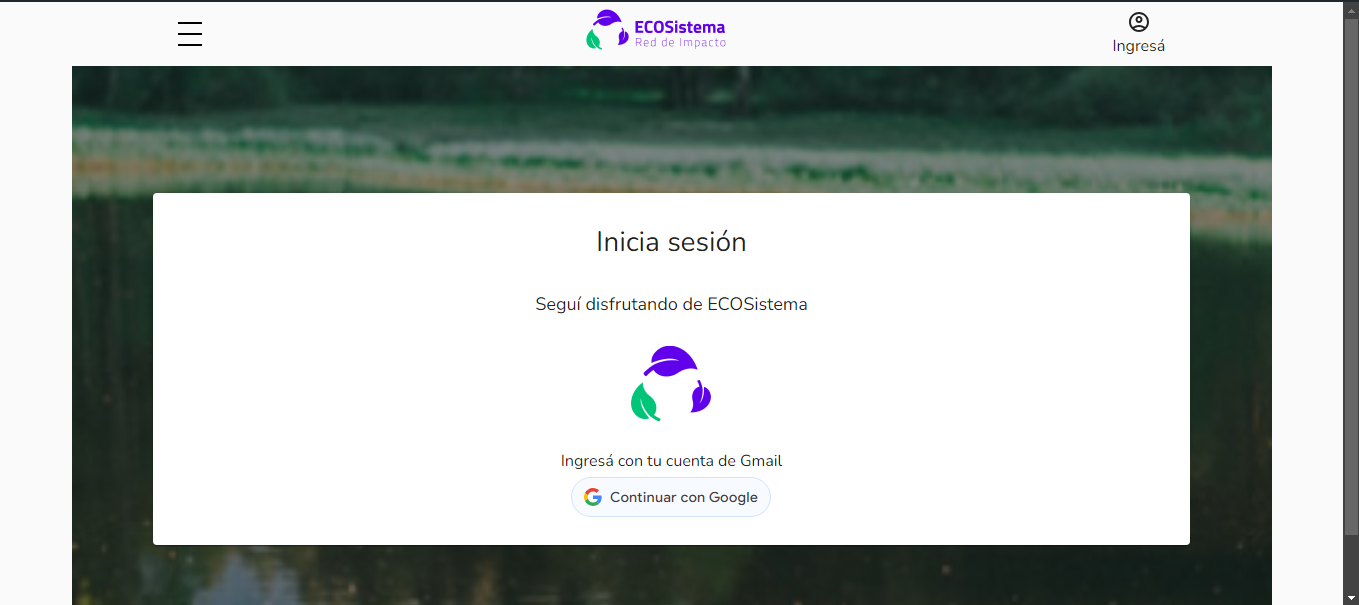 ECOSistema
Red de Impacto
Ingresá
Inicia sesión
Seguí disfrutando de ECOSistema
Ingresá con tu cuenta de Gmail
Continuar con Google